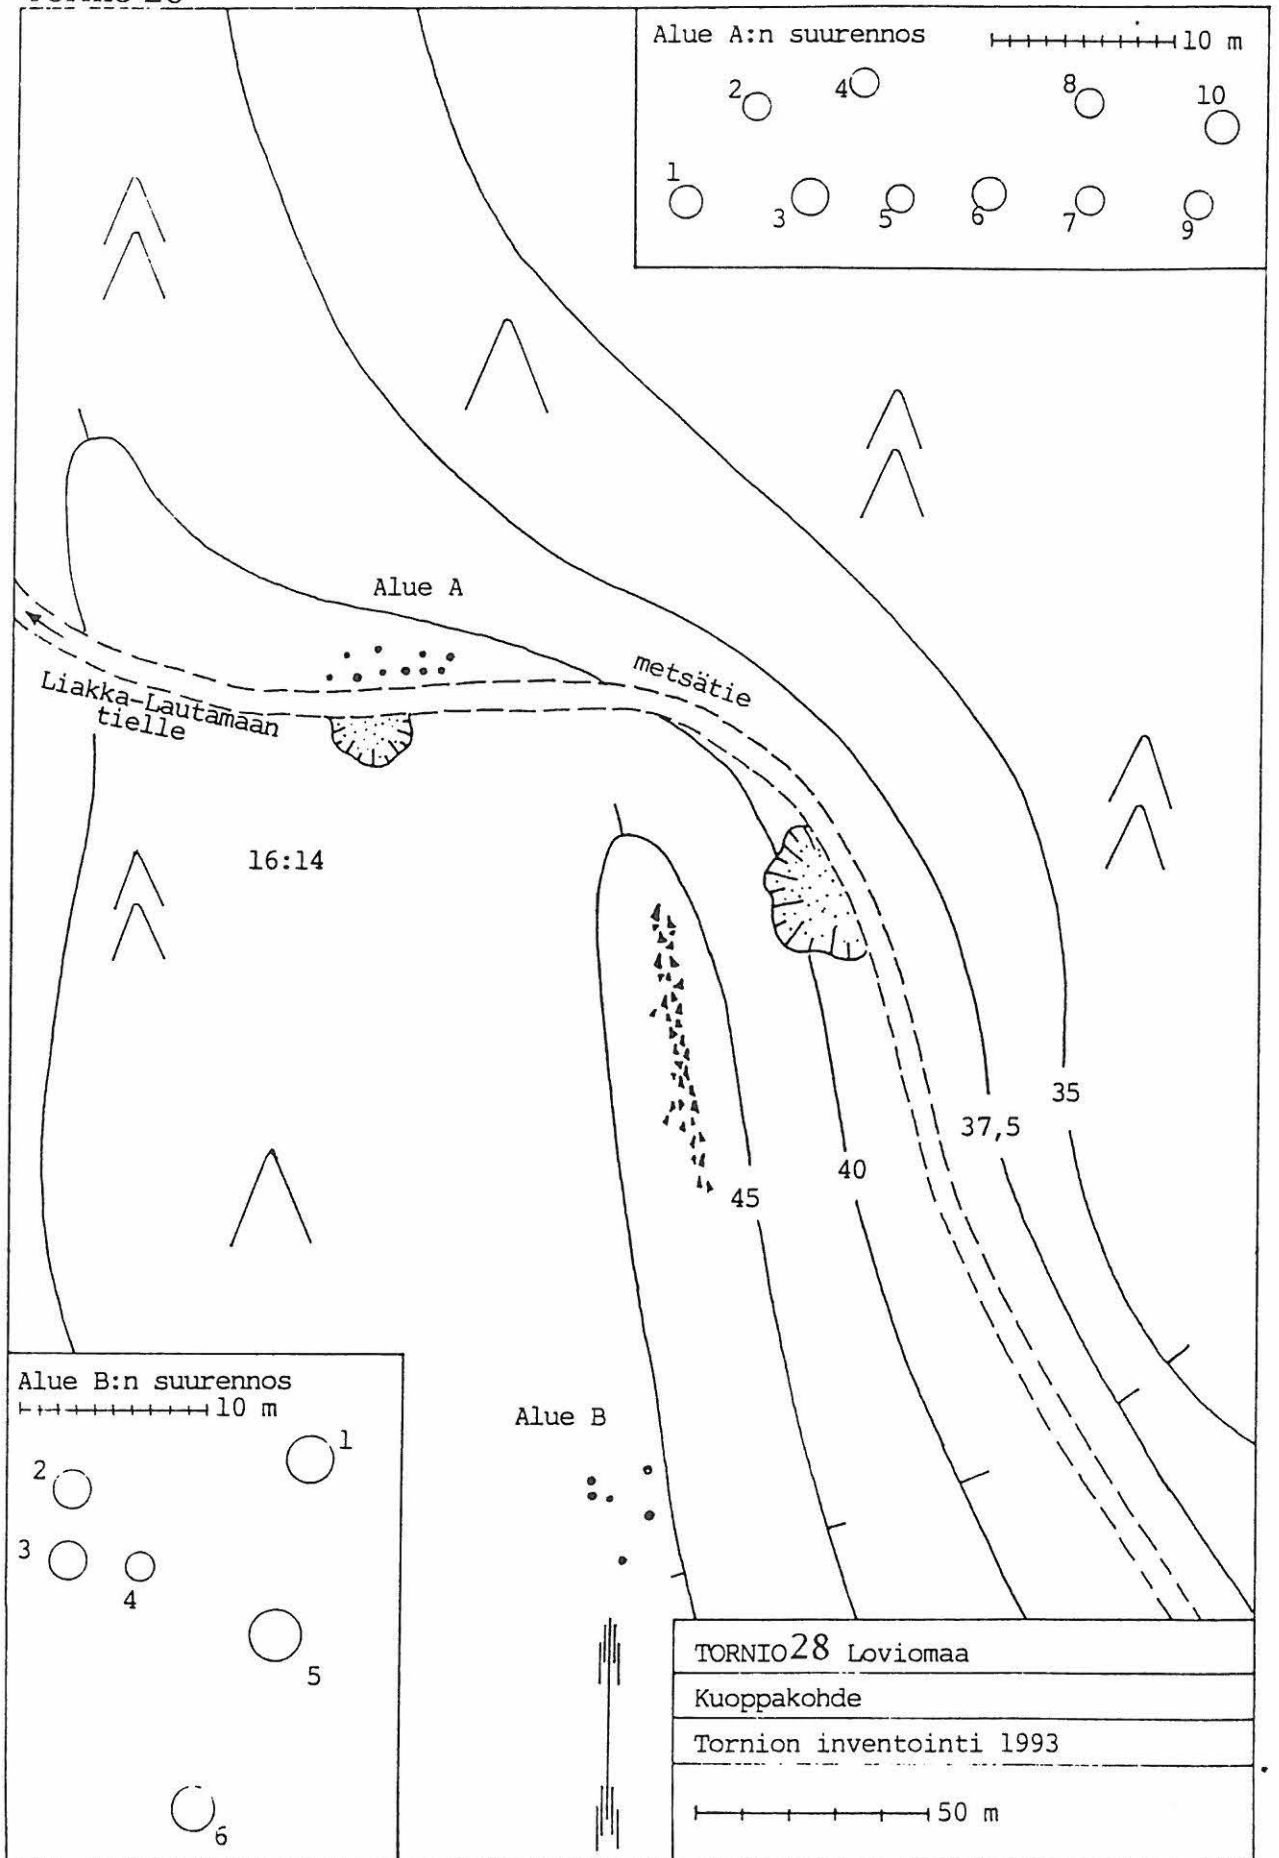 Alue A:n suurennos
10 m
2
4
8
10
1
3
5
6
7
9
Alue A
metsätie
Liakka-Lautamaan
tielle
16:14
35
37,5
40
45
Alue B:n suurennos
10 m
1
2
3
4
5
6
Alue B
TORNIO 28 Loviomaa
Kuoppakohde
Tornion inventointi 1993
50 m